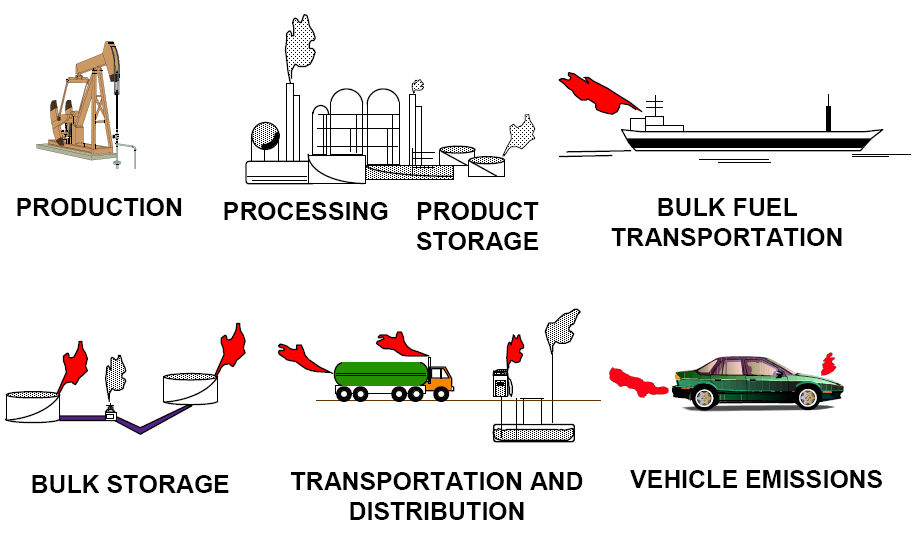 PRODUCTION
PROCESSING
PRODUCT
STORAGE
BULK FUEL
TRANSPORTATION
BULK STORAGE
TRANSPORTATION AND
DISTRIBUTION
VEHICLE EMISSIONS